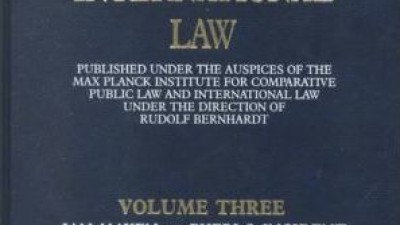 INTERNATIONAL
LAW
PUBLISHED UNDER THE AUSPICES OF THE
MAX PLANCK INSTITUTE FOR COMPARATIVE
PUBLIC LAW AND INTERNATIONAL LAW
UNDER THE DIRECTION OF
RUDOLF BERNHARDT
VOLUME THREE